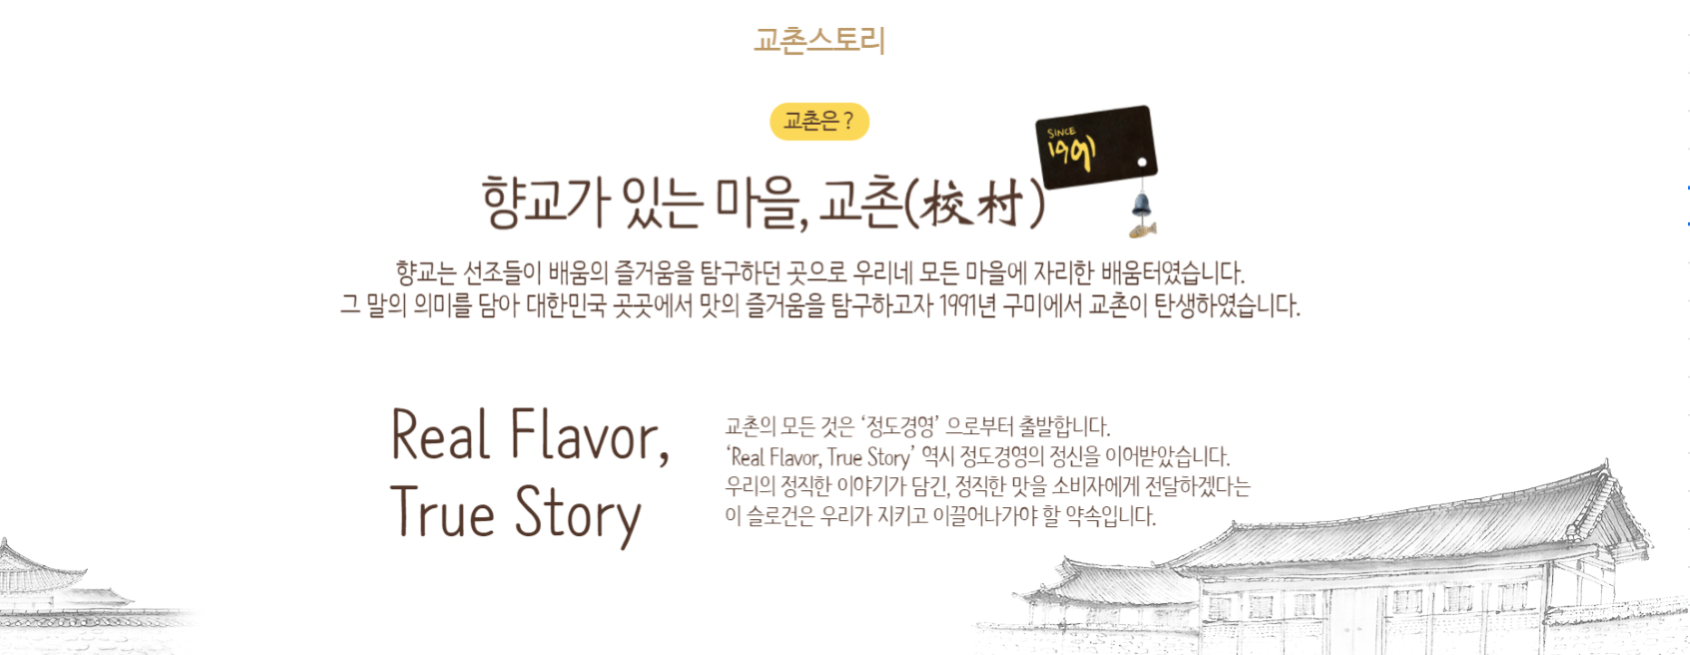 교촌스토리
교촌은 ?
SINCE
향교가 있는 마을, 교촌(校村)
향교는 선조들이 배움의 즐거움을 탐구하던 곳으로 우리네 모든 마을에 자리한 배움터였습니다.
그 말의 의미를 담아 대한민국 곳곳에서 맛의 즐거움을 탐구하고자 1991년 구미에서 교촌이 탄생하였습니다.
Real Flavor,
True Story
교촌의 모든 것은 ‘정도경영’ 으로부터 출발합니다.
‘Real Flavor, True Story’ 역시 정도경영의 정신을 이어받았습니다.
우리의 정직한 이야기가 담긴, 정직한 맛을 소비자에게 전달하겠다는
이 슬로건은 우리가 지키고 이끌어나가야 할 약속입니다.